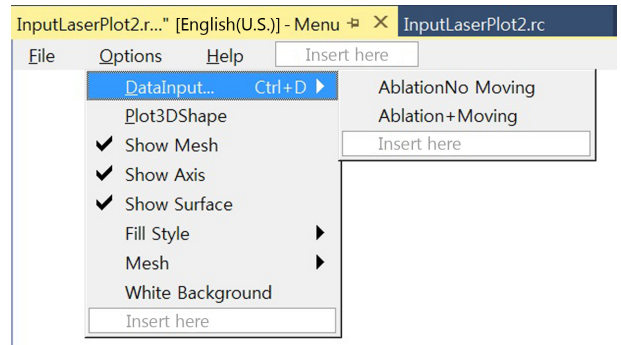 InputLaserPlot2.r..." [English(U.S.)] - Menu InputLaserPlot2.rc
File Options Help Insert here
DataInput... Ctrl+D AblationNo Moving
Plot3DShape Ablation+Moving
Show Mesh Insert here
Show Axis
Show Surface
Fill Style
Mesh
White Background
Insert here